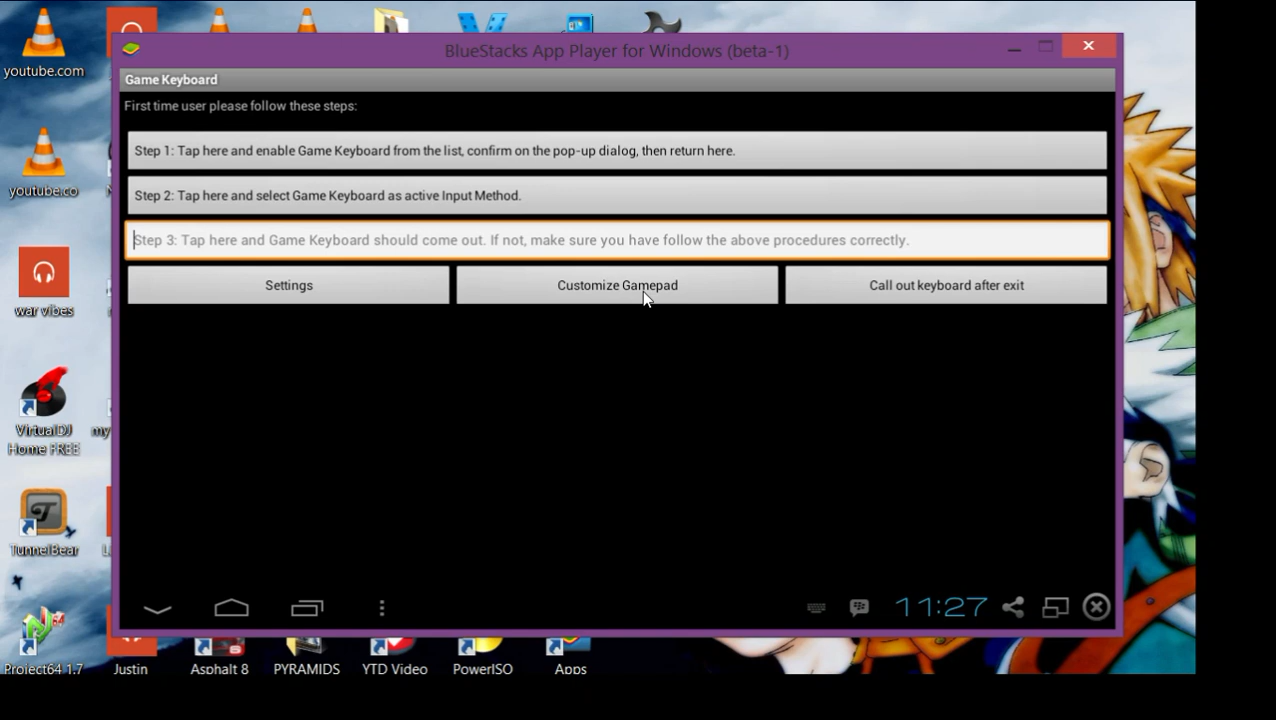 youtube.com
BlueStacks App Player for Windows (beta-1)
Game Keyboard
First time user please follow these steps:
Step 1: Tap here and enable Game Keyboard from the list, confirm on the pop-up dialog, then return here.
Step 2: Tap here and select Game Keyboard as active Input Method.
youtube.co
Step 3: Tap here and Game Keyboard should come out. If not, make sure you have follow the above procedures correctly.
Settings
Customize Gamepad
Call out keyboard after exit
war vibes
VirtualDJ
Home FREE
my
TunnelBear
11:27
Project64 1.7
Justin
Asphalt 8
PYRAMIDS
YTD Video
PowerISO
Apps